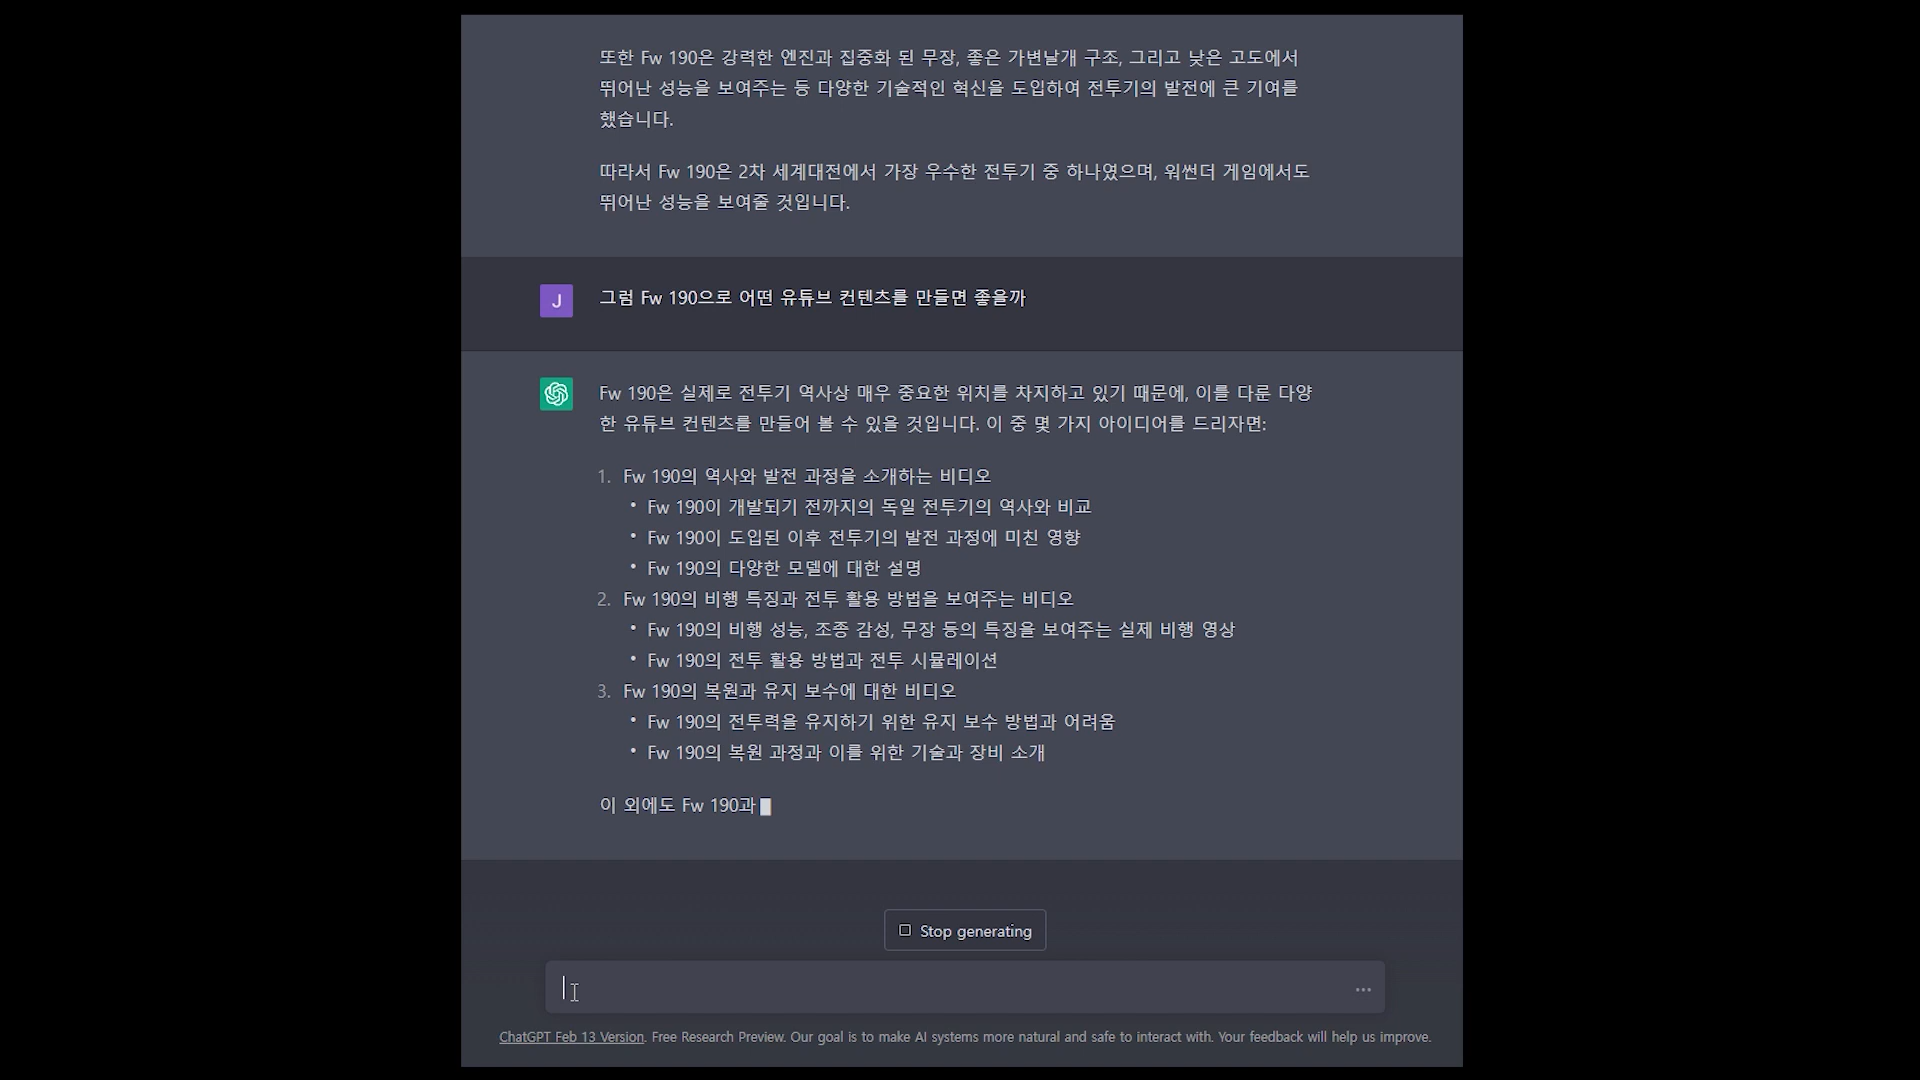 또한 Fw 190은 강력한 엔진과 집중화 된 무장, 좋은 가변날개 구조, 그리고 낮은 고도에서
뛰어난 성능을 보여주는 등 다양한 기술적인 혁신을 도입하여 전투기의 발전에 큰 기여를
했습니다.
따라서 Fw 190은 2차 세계대전에서 가장 우수한 전투기 중 하나였으며, 워썬더 게임에서도
뛰어난 성능을 보여줄 것입니다.
J
그럼 Fw 190으로 어떤 유튜브 컨텐츠를 만들면 좋을까
Fw 190은 실제로 전투기 역사상 매우 중요한 위치를 차지하고 있기 때문에, 이를 다룬 다양
한 유튜브 컨텐츠를 만들어 볼 수 있을 것입니다. 이 중 몇 가지 아이디어를 드리자면:
1. Fw 190의 역사와 발전 과정을 소개하는 비디오
• Fw 190이 개발되기 전까지의 독일 전투기의 역사와 비교
• Fw 190이 도입된 이후 전투기의 발전 과정에 미친 영향
• Fw 190의 다양한 모델에 대한 설명
2. Fw 190의 비행 특징과 전투 활용 방법을 보여주는 비디오
• Fw 190의 비행 성능, 조종 감성, 무장 등의 특징을 보여주는 실제 비행 영상
• Fw 190의 전투 활용 방법과 전투 시뮬레이션
3. Fw 190의 복원과 유지 보수에 대한 비디오
• Fw 190의 전투력을 유지하기 위한 유지 보수 방법과 어려움
• Fw 190의 복원 과정과 이를 위한 기술과 장비 소개
이 외에도 Fw 190과
Stop generating
ChatGPT Feb 13 Version. Free Research Preview. Our goal is to make AI systems more natural and safe to interact with. Your feedback will help us improve.